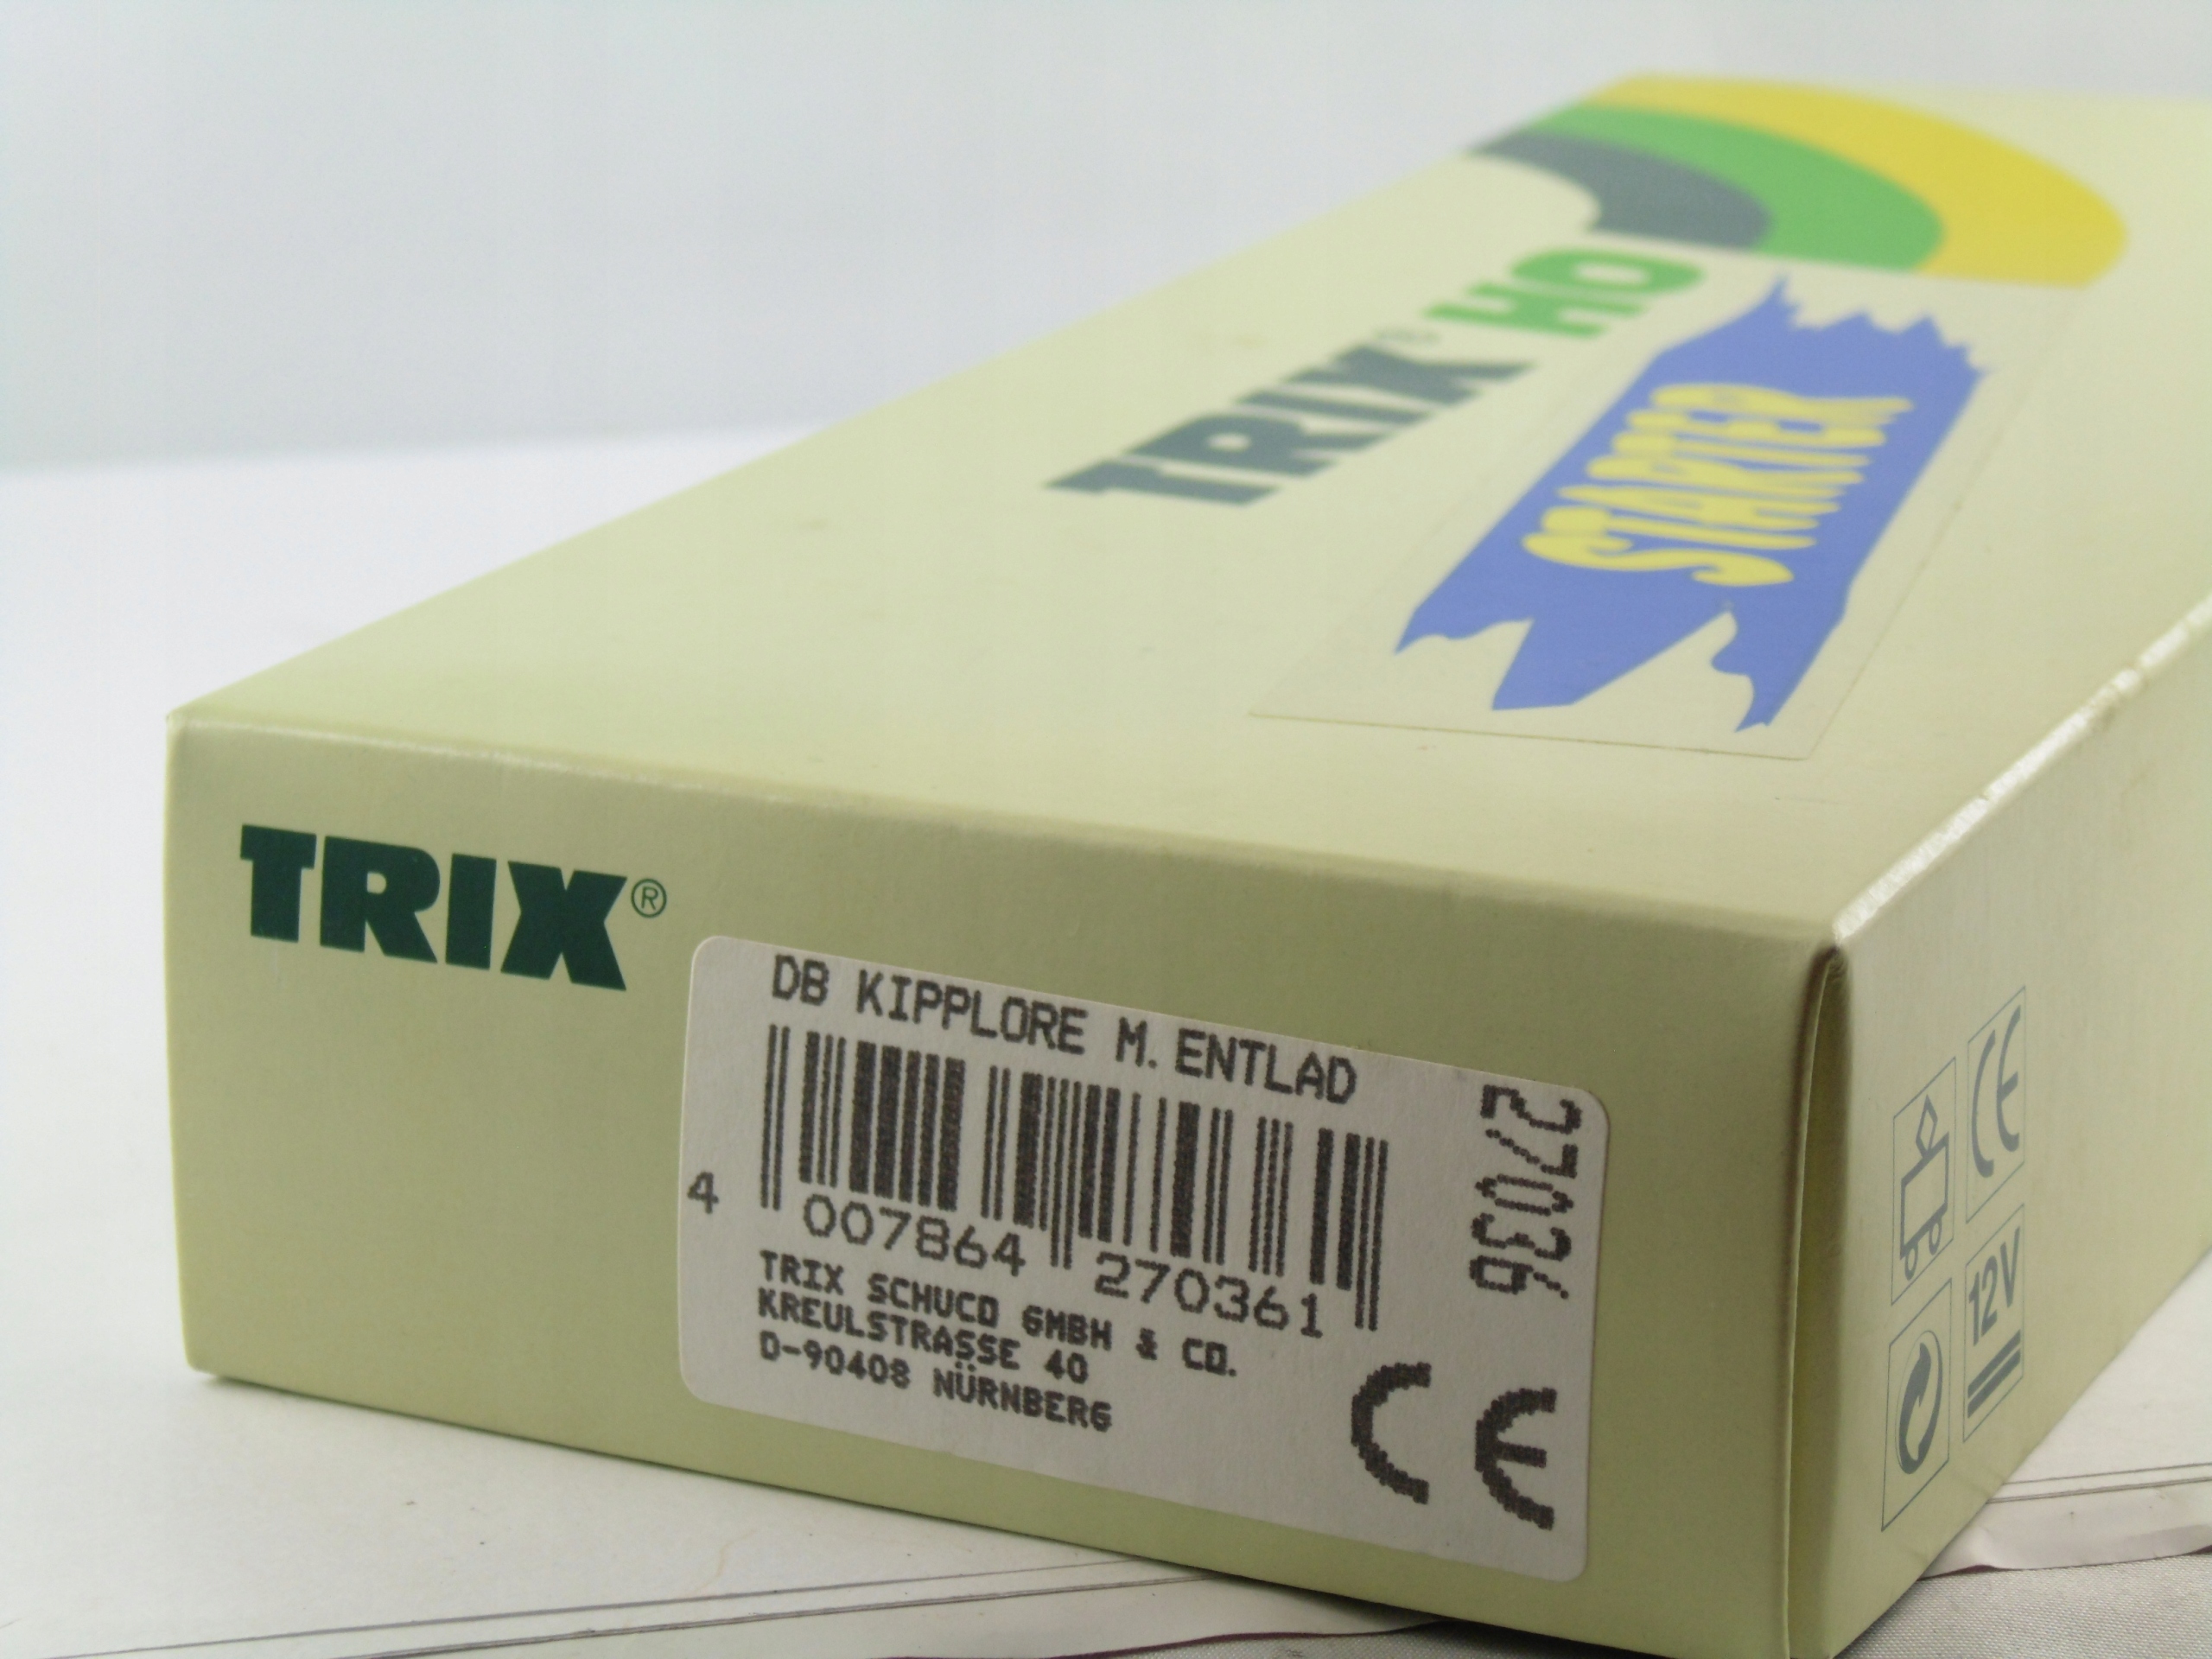 TRIX® HO
STARTER
TRIX®
DB KIPPLORE M. ENTLAD
27036
4 007864 270361
TRIX SCHUCO GMBH & CO.
KREULSTRASSE 40
D-90408 NÜRNBERG
CE
CE
12V